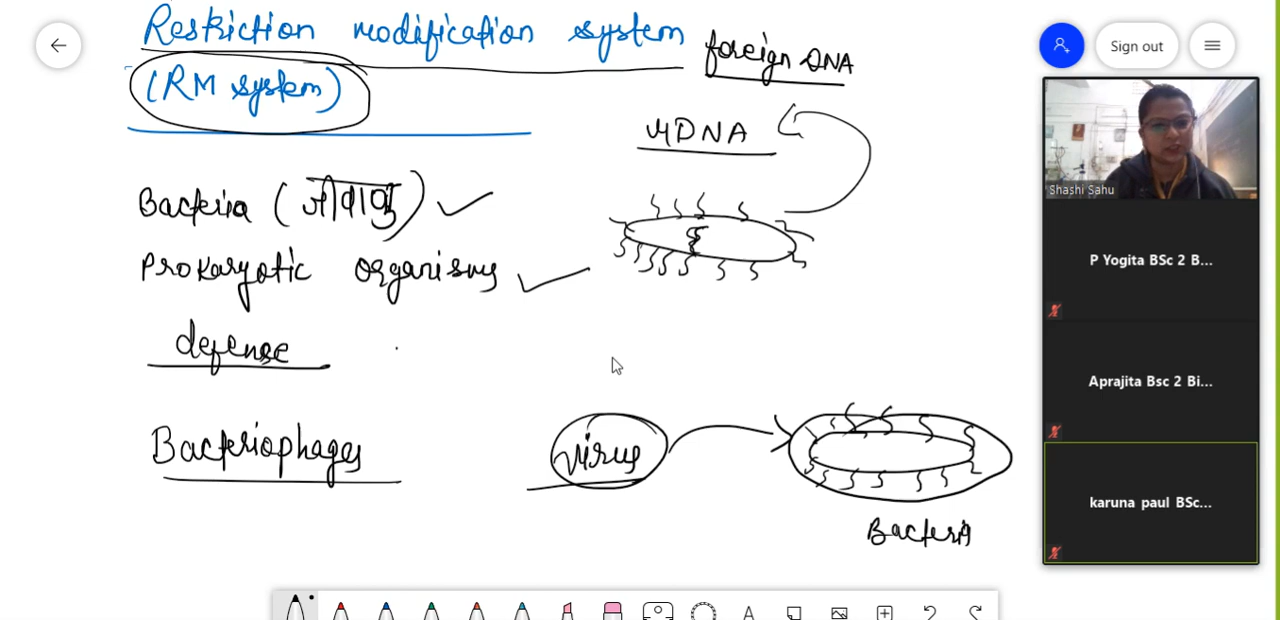 Restriction modification system
(RM system)
foreign DNA
rDNA
Bacteria (जीवाणु)
Prokaryotic organisms
defense
Bacteriophages
virus
Bacteria
Sign out
Shashi Sahu
P Yogita BSc 2 B...
Aprajita Bsc 2 Bi...
karuna paul BSc...
A